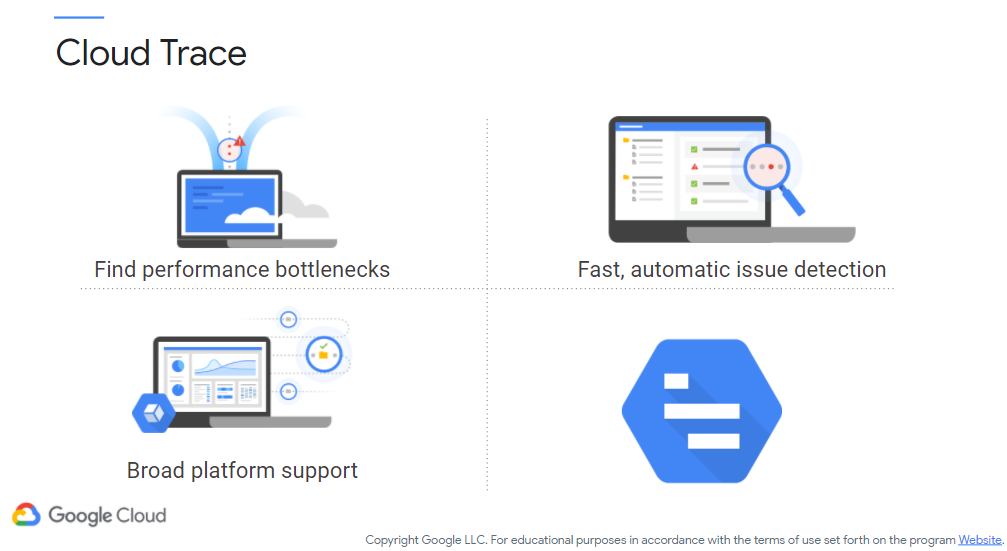 Cloud Trace
Find performance bottlenecks
Fast, automatic issue detection
Broad platform support
Google Cloud
Copyright Google LLC. For educational purposes in accordance with the terms of use set forth on the program Website.